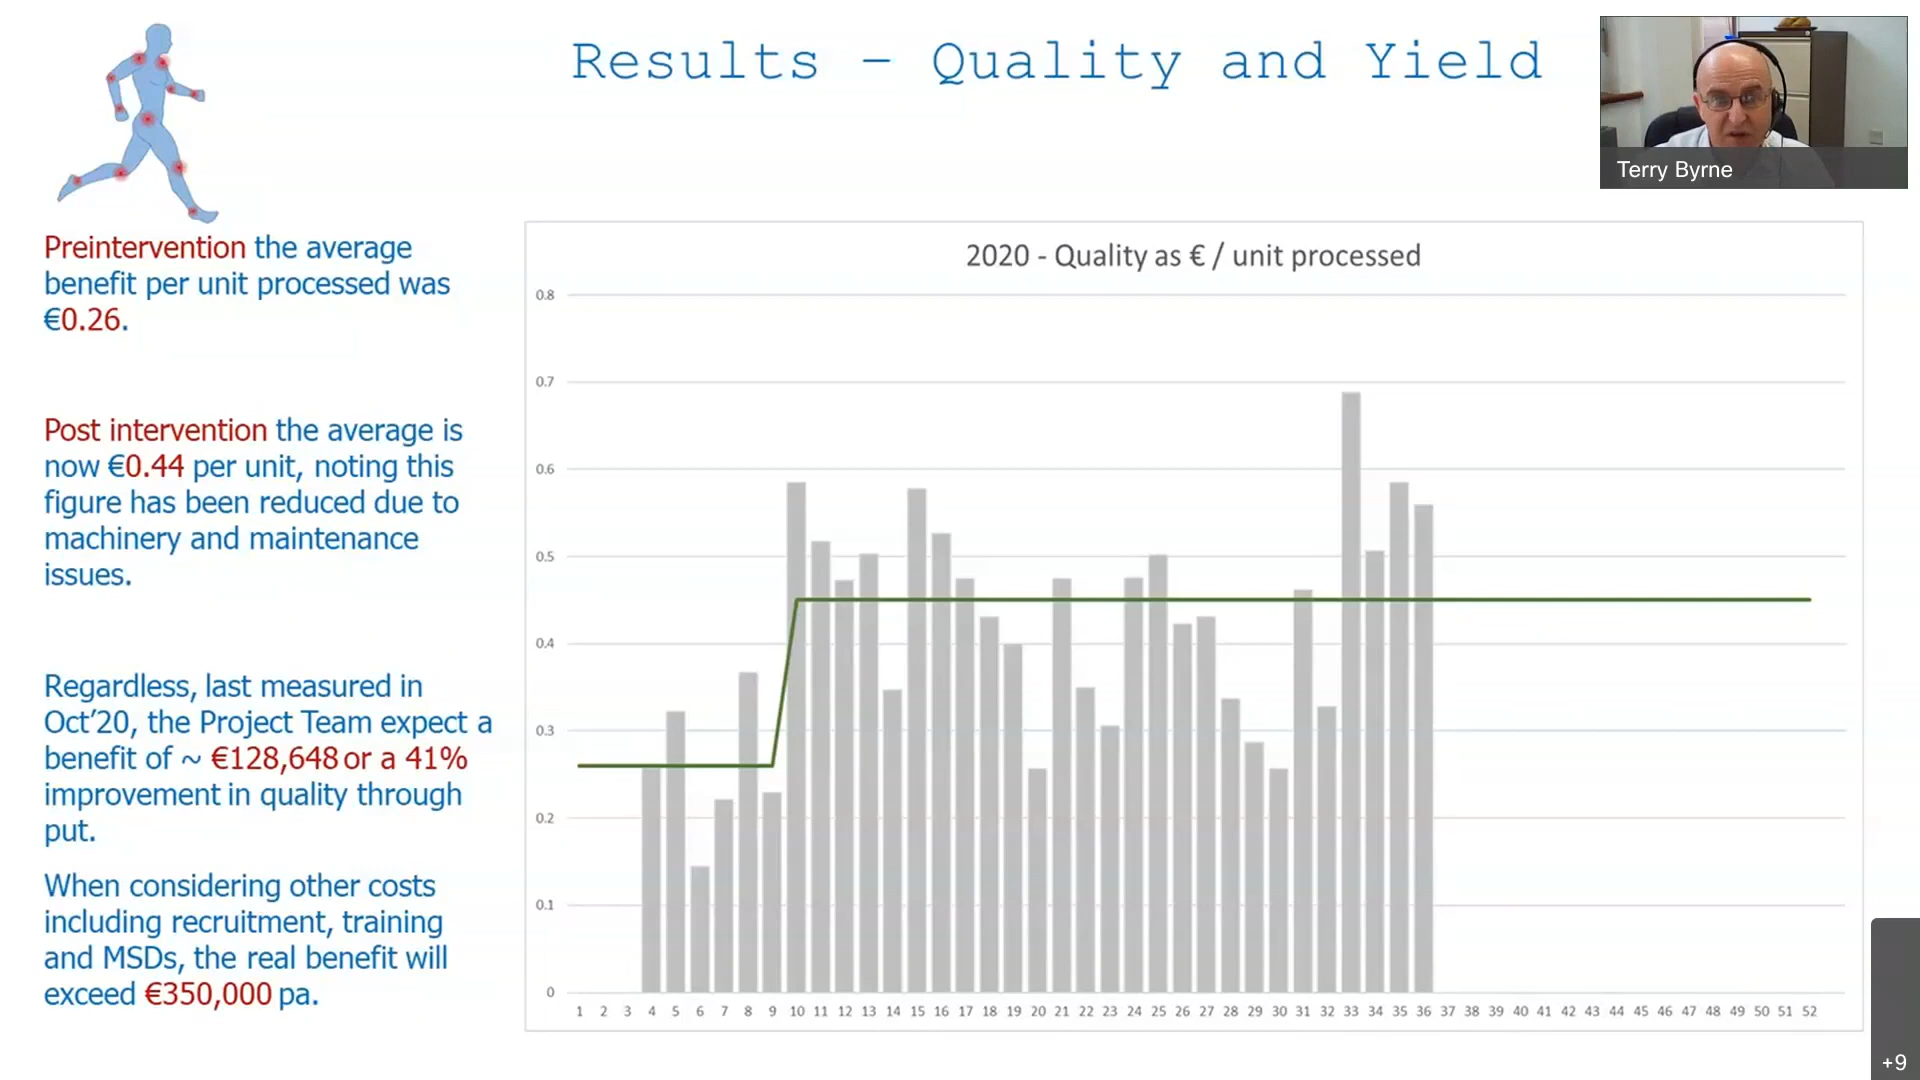 Results – Quality and Yield
Terry Byrne
Preintervention the average
benefit per unit processed was
€0.26.
Post intervention the average is
now €0.44 per unit, noting this
figure has been reduced due to
machinery and maintenance
issues.
Regardless, last measured in
Oct’20, the Project Team expect a
benefit of ~ €128,648 or a 41%
improvement in quality through
put.
When considering other costs
including recruitment, training
and MSDs, the real benefit will
exceed €350,000 pa.
2020 - Quality as € / unit processed
0.8
0.7
0.6
0.5
0.4
0.3
0.2
0.1
0
1 2 3 4 5 6 7 8 9 10 11 12 13 14 15 16 17 18 19 20 21 22 23 24 25 26 27 28 29 30 31 32 33 34 35 36 37 38 39 40 41 42 43 44 45 46 47 48 49 50 51 52
+9